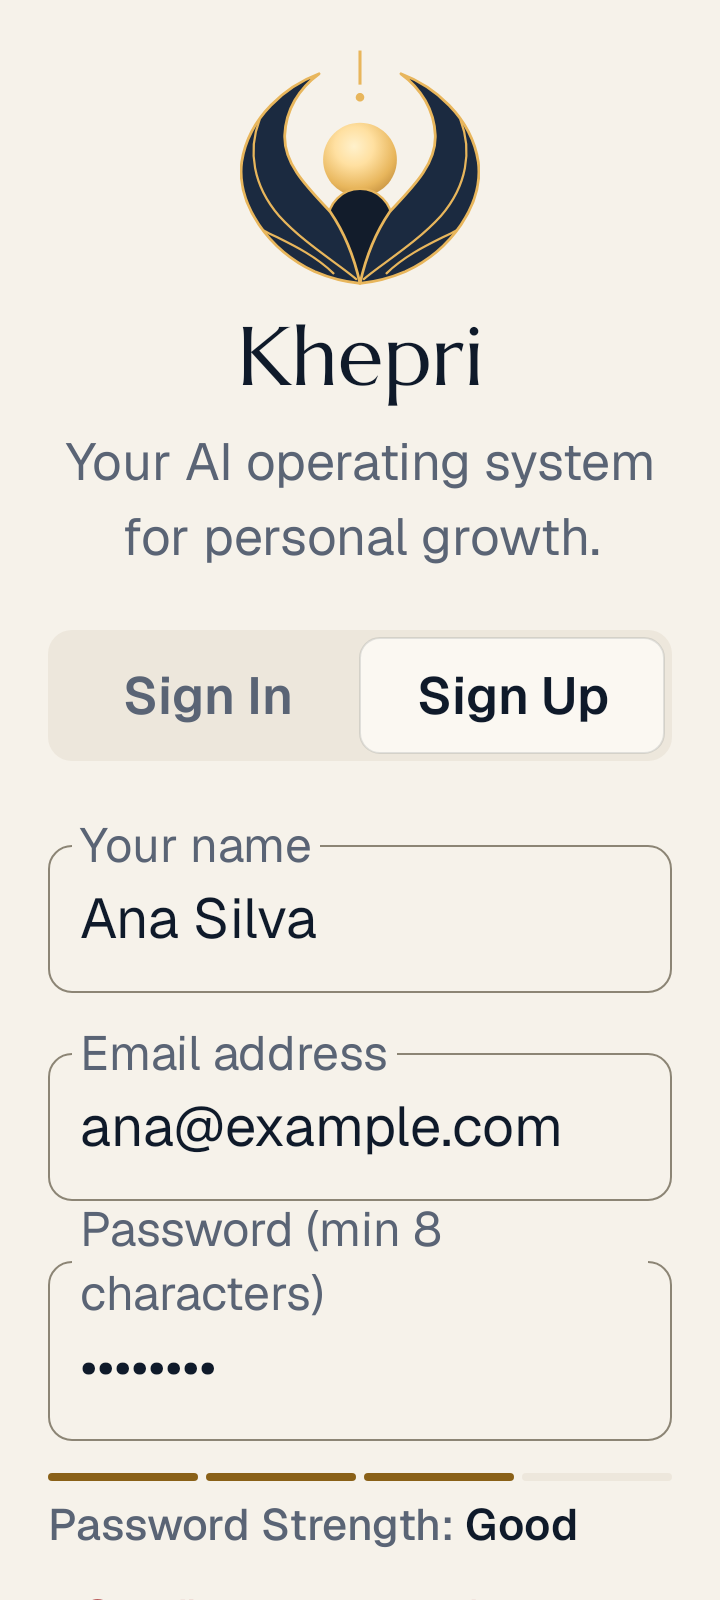 Khepri
Your AI operating system
for personal growth.
Sign In
Sign Up
Your name
Ana Silva
Email address
ana@example.com
Password (min 8
characters)
••••••••
Password Strength: Good